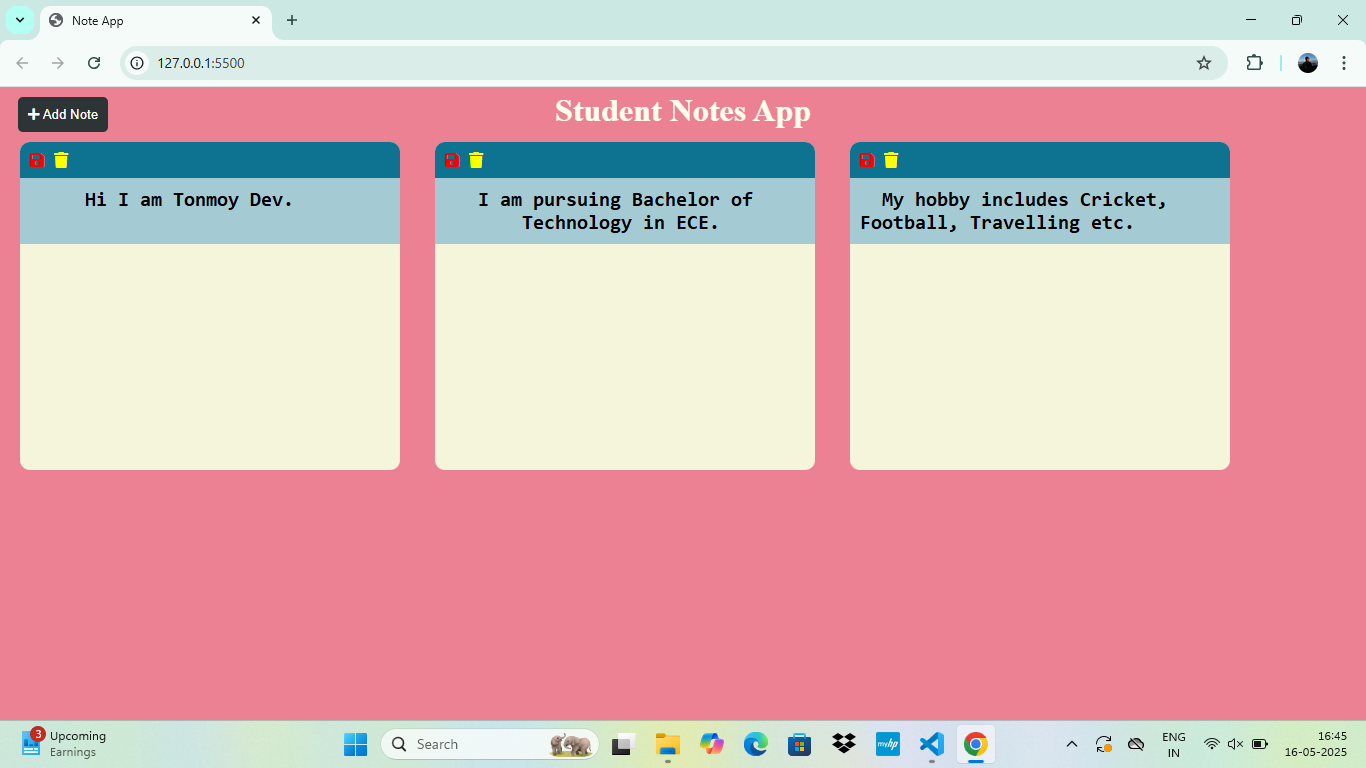 Note App
127.0.0.1:5500
Add Note
Student Notes App
Hi I am Tonmoy Dev.
I am pursuing Bachelor of
Technology in ECE.
My hobby includes Cricket,
Football, Travelling etc.
3
Upcoming
Earnings
Search
myhp
ENG
IN
16:45
16-05-2025